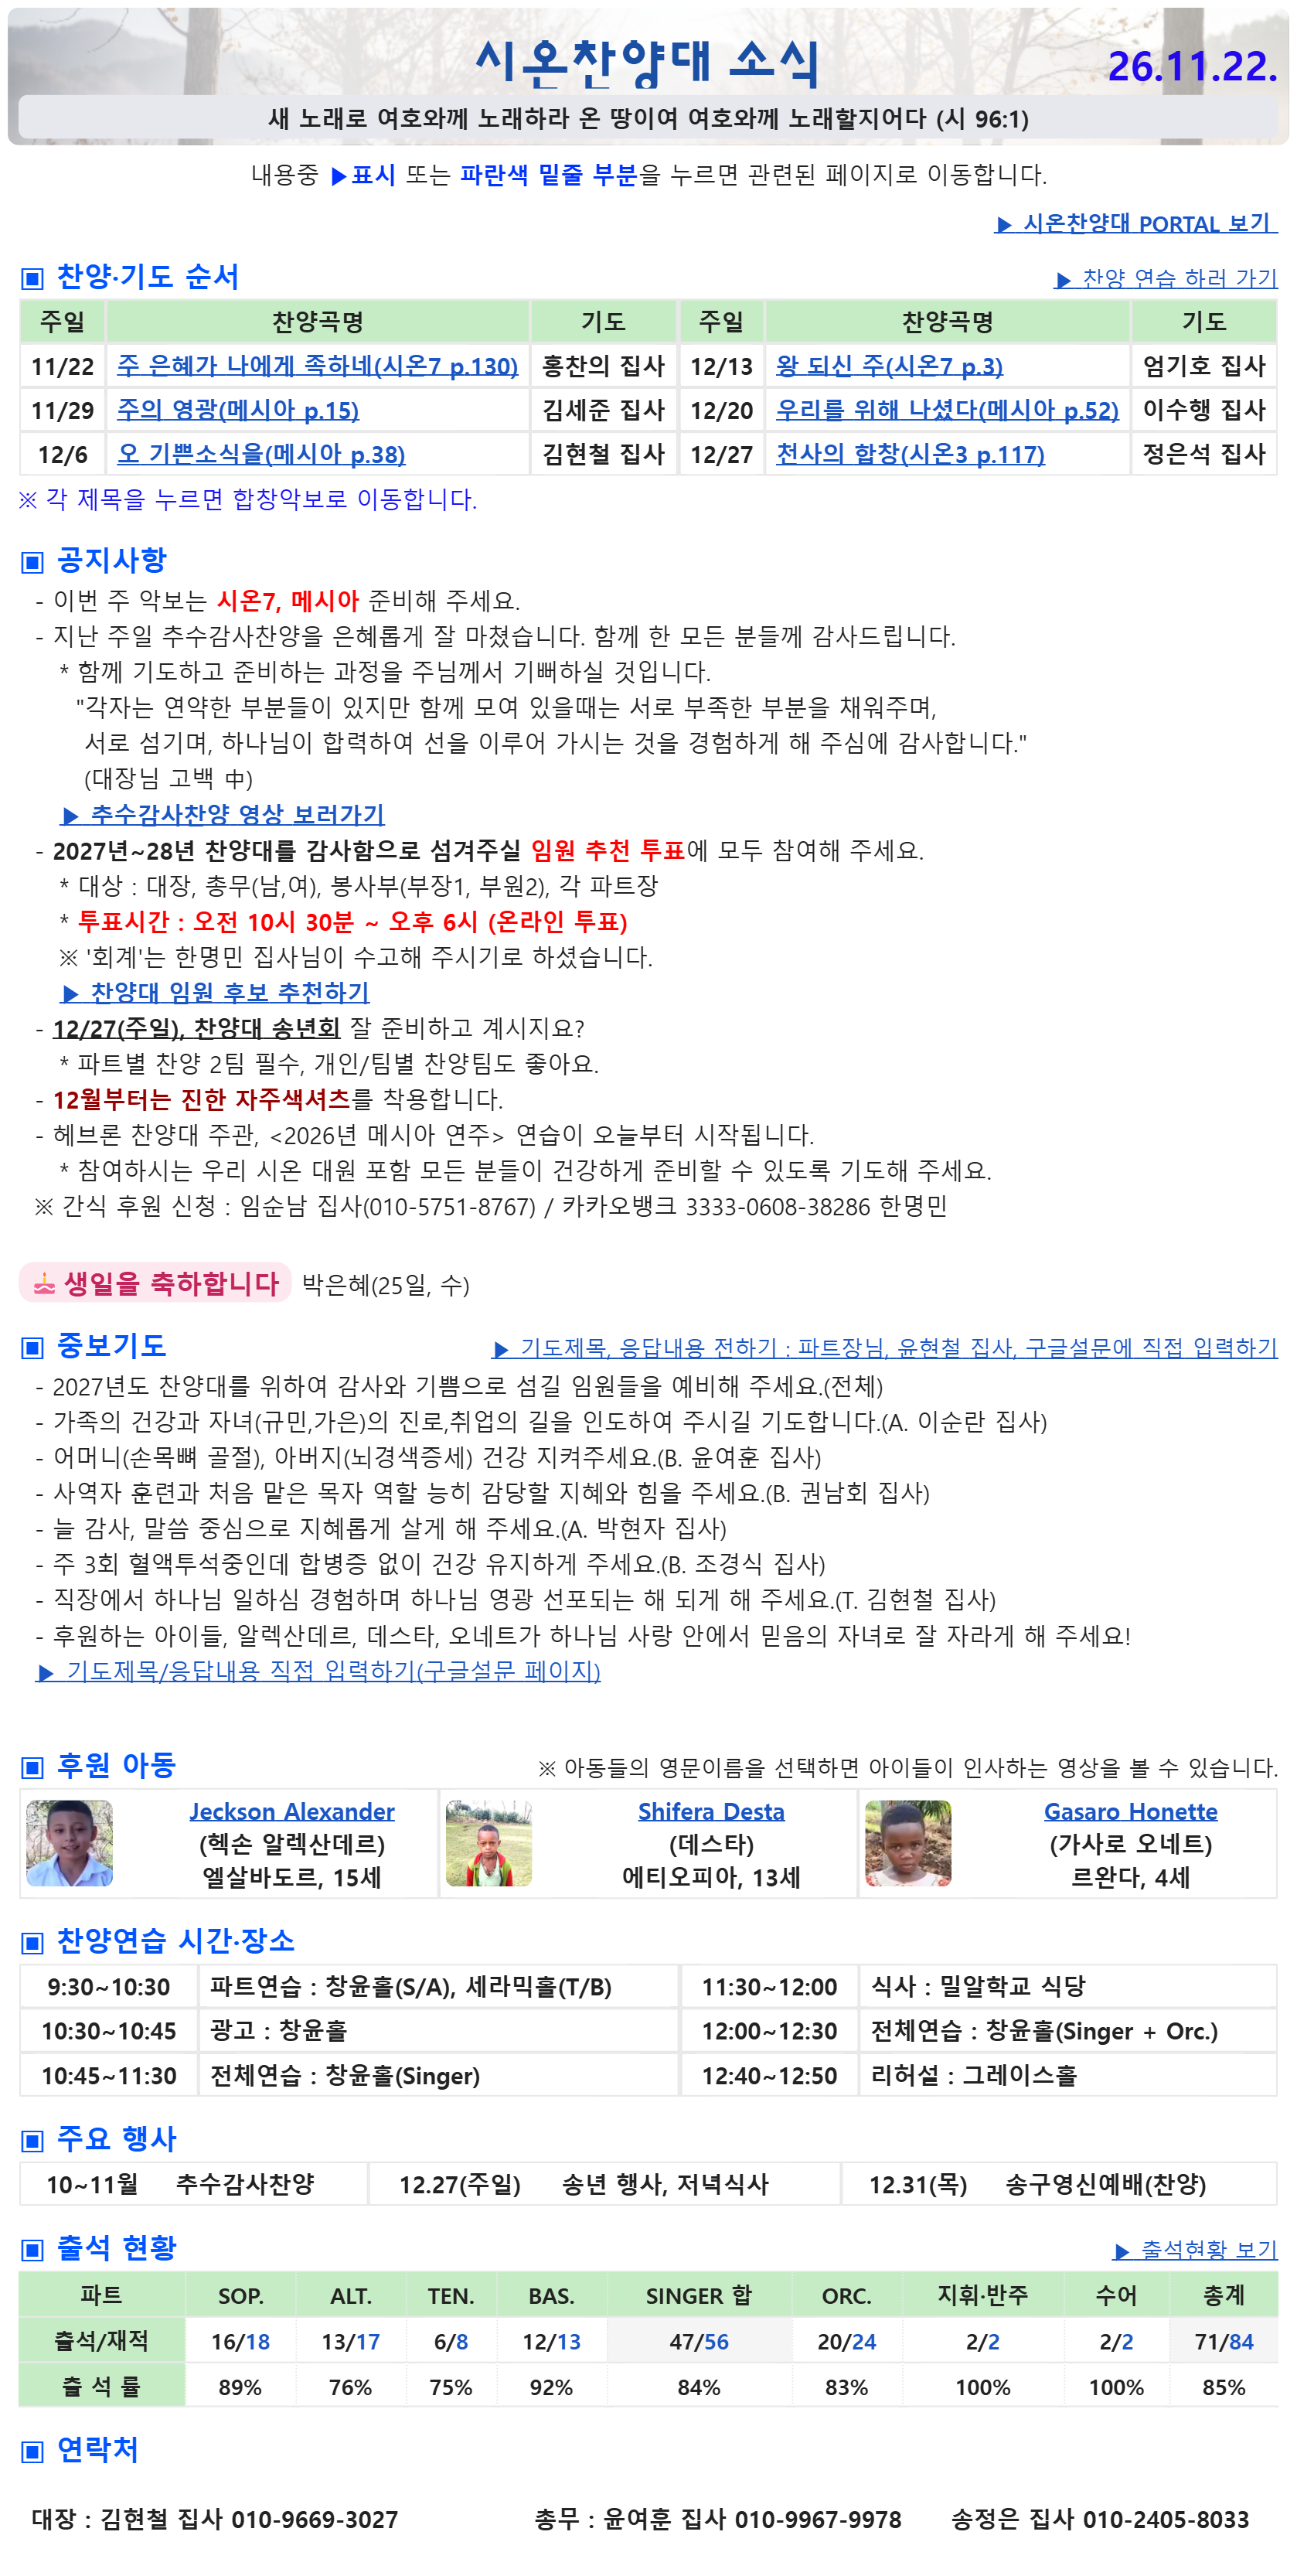 시온찬양대 소식
26.11.22.
새 노래로 여호와께 노래하라 온 땅이여 여호와께 노래할지어다 (시 96:1)
내용중 ▶표시 또는 파란색 밑줄 부분을 누르면 관련된 페이지로 이동합니다.
▶ 시온찬양대 PORTAL 보기
▣ 찬양·기도 순서 ▶ 찬양 연습 하러 가기
주일 찬양곡명 기도 주일 찬양곡명 기도
11/22 주 은혜가 나에게 족하네(시온7 p.130) 홍찬의 집사 12/13 왕 되신 주(시온7 p.3) 엄기호 집사
11/29 주의 영광(메시아 p.15) 김세준 집사 12/20 우리를 위해 나셨다(메시아 p.52) 이수행 집사
12/6 오 기쁜소식을(메시아 p.38) 김현철 집사 12/27 천사의 합창(시온3 p.117) 정은석 집사
※ 각 제목을 누르면 합창악보로 이동합니다.
▣ 공지사항
- 이번 주 악보는 시온7, 메시아 준비해 주세요.
- 지난 주일 추수감사찬양을 은혜롭게 잘 마쳤습니다. 함께 한 모든 분들께 감사드립니다.
* 함께 기도하고 준비하는 과정을 주님께서 기뻐하실 것입니다.
"각자는 연약한 부분들이 있지만 함께 모여 있을때는 서로 부족한 부분을 채워주며,
서로 섬기며, 하나님이 합력하여 선을 이루어 가시는 것을 경험하게 해 주심에 감사합니다."
(대장님 고백 中)
▶ 추수감사찬양 영상 보러가기
- 2027년~28년 찬양대를 감사함으로 섬겨주실 임원 추천 투표에 모두 참여해 주세요.
* 대상 : 대장, 총무(남,여), 봉사부(부장1, 부원2), 각 파트장
* 투표시간 : 오전 10시 30분 ~ 오후 6시 (온라인 투표)
※ '회계'는 한명민 집사님이 수고해 주시기로 하셨습니다.
▶ 찬양대 임원 후보 추천하기
- 12/27(주일), 찬양대 송년회 잘 준비하고 계시지요?
* 파트별 찬양 2팀 필수, 개인/팀별 찬양팀도 좋아요.
- 12월부터는 진한 자주색셔츠를 착용합니다.
- 헤브론 찬양대 주관, <2026년 메시아 연주> 연습이 오늘부터 시작됩니다.
* 참여하시는 우리 시온 대원 포함 모든 분들이 건강하게 준비할 수 있도록 기도해 주세요.
※ 간식 후원 신청 : 임순남 집사(010-5751-8767) / 카카오뱅크 3333-0608-38286 한명민
생일을 축하합니다 박은혜(25일, 수)
▣ 중보기도 ▶ 기도제목, 응답내용 전하기 : 파트장님, 윤현철 집사, 구글설문에 직접 입력하기
- 2027년도 찬양대를 위하여 감사와 기쁨으로 섬길 임원들을 예비해 주세요.(전체)
- 가족의 건강과 자녀(규민,가은)의 진로,취업의 길을 인도하여 주시길 기도합니다.(A. 이순란 집사)
- 어머니(손목뼈 골절), 아버지(뇌경색증세) 건강 지켜주세요.(B. 윤여훈 집사)
- 사역자 훈련과 처음 맡은 목자 역할 능히 감당할 지혜와 힘을 주세요.(B. 권남회 집사)
- 늘 감사, 말씀 중심으로 지혜롭게 살게 해 주세요.(A. 박현자 집사)
- 주 3회 혈액투석중인데 합병증 없이 건강 유지하게 주세요.(B. 조경식 집사)
- 직장에서 하나님 일하심 경험하며 하나님 영광 선포되는 해 되게 해 주세요.(T. 김현철 집사)
- 후원하는 아이들, 알렉산데르, 데스타, 오네트가 하나님 사랑 안에서 믿음의 자녀로 잘 자라게 해 주세요!
▶ 기도제목/응답내용 직접 입력하기(구글설문 페이지)
▣ 후원 아동 ※ 아동들의 영문이름을 선택하면 아이들이 인사하는 영상을 볼 수 있습니다.
Jeckson Alexander Shifera Desta Gasaro Honette
(헥손 알렉산데르) (데스타) (가사로 오네트)
엘살바도르, 15세 에티오피아, 13세 르완다, 4세
▣ 찬양연습 시간·장소
9:30~10:30 파트연습 : 창윤홀(S/A), 세라믹홀(T/B) 11:30~12:00 식사 : 밀알학교 식당
10:30~10:45 광고 : 창윤홀 12:00~12:30 전체연습 : 창윤홀(Singer + Orc.)
10:45~11:30 전체연습 : 창윤홀(Singer) 12:40~12:50 리허설 : 그레이스홀
▣ 주요 행사
10~11월 추수감사찬양 12.27(주일) 송년 행사, 저녁식사 12.31(목) 송구영신예배(찬양)
▣ 출석 현황 ▶ 출석현황 보기
파트 SOP. ALT. TEN. BAS. SINGER 합 ORC. 지휘·반주 수어 총계
출석/재적 16/18 13/17 6/8 12/13 47/56 20/24 2/2 2/2 71/84
출 석 률 89% 76% 75% 92% 84% 83% 100% 100% 85%
▣ 연락처
대장 : 김현철 집사 010-9669-3027 총무 : 윤여훈 집사 010-9967-9978 송정은 집사 010-2405-8033